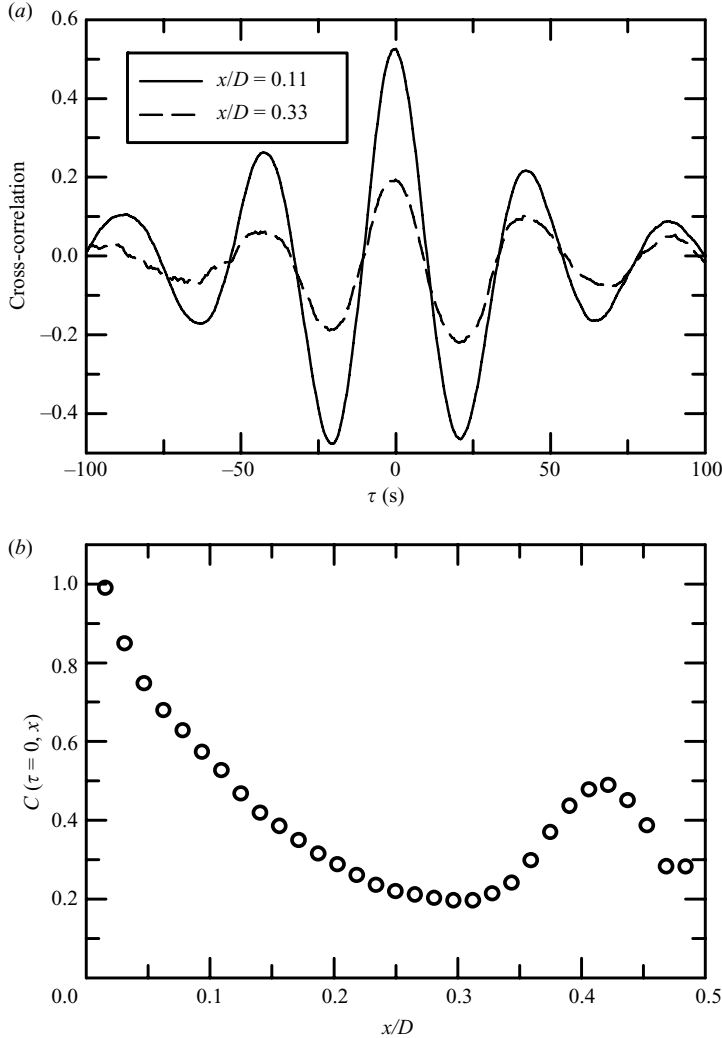 (a)
0.6
0.4
0.2
0.0
–0.2
–0.4
Cross-correlation
x/D = 0.11
x/D = 0.33
–100
–50
0
50
100
τ (s)
(b)
1.0
0.8
0.6
0.4
0.2
C (τ = 0, x)
0.0
0.1
0.2
0.3
0.4
0.5
x/D